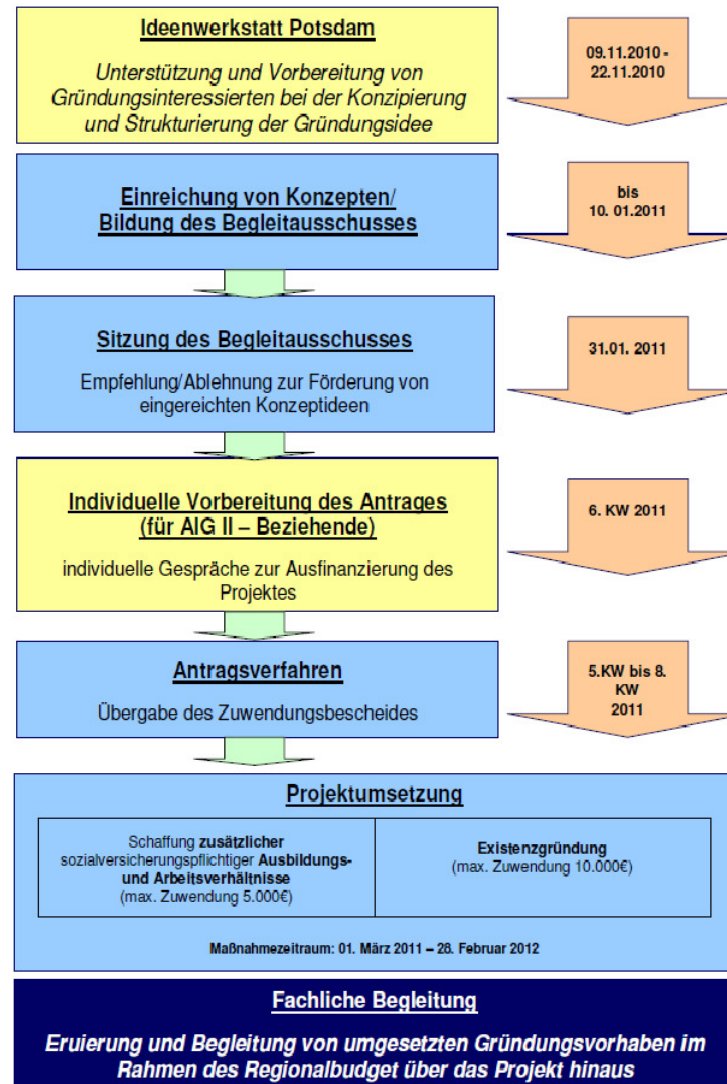 Ideenwerkstatt Potsdam
Unterstützung und Vorbereitung von
Gründungsinteressierten bei der Konzipierung
und Strukturierung der Gründungsidee
09.11.2010 -
22.11.2010
Einreichung von Konzepten/
Bildung des Begleitausschusses
bis
10. 01.2011
Sitzung des Begleitausschusses
Empfehlung/Ablehnung zur Förderung von
eingereichten Konzeptideen
31.01. 2011
Individuelle Vorbereitung des Antrages
(für AlG II – Beziehende)
individuelle Gespräche zur Ausfinanzierung des
Projektes
6. KW 2011
Antragsverfahren
Übergabe des Zuwendungsbescheides
5.KW bis 8.
KW
2011
Projektumsetzung
Schaffung zusätzlicher
sozialversicherungspflichtiger Ausbildungs-
und Arbeitsverhältnisse
(max. Zuwendung 5.000€)
Existenzgründung
(max. Zuwendung 10.000€)
Maßnahmezeitraum: 01. März 2011 – 28. Februar 2012
Fachliche Begleitung
Eruierung und Begleitung von umgesetzten Gründungsvorhaben im
Rahmen des Regionalbudget über das Projekt hinaus